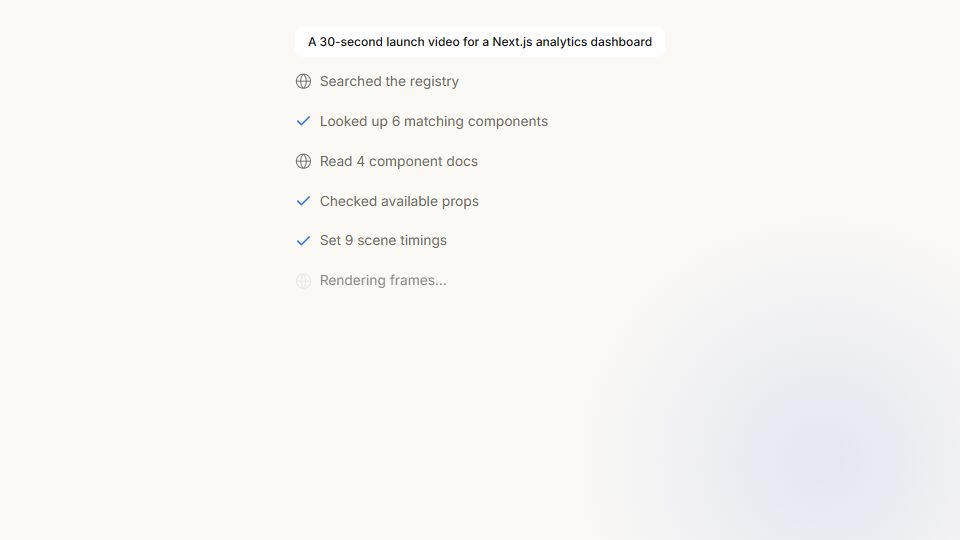 A 30-second launch video for a Next.js analytics dashboard
Searched the registry
Looked up 6 matching components
Read 4 component docs
Checked available props
Set 9 scene timings
Rendering frames...